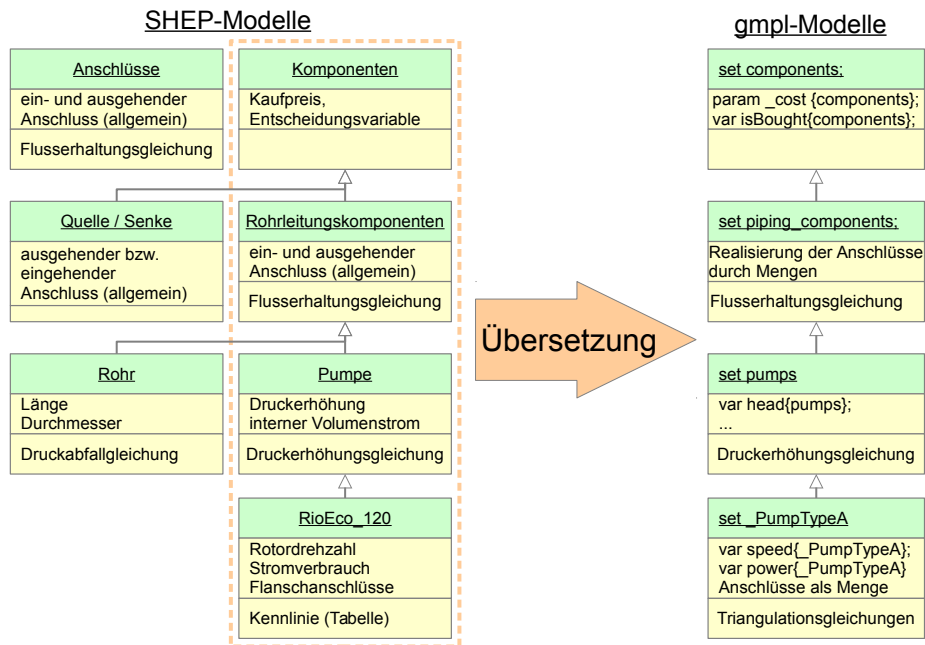 SHEP-Modelle
Anschlüsse
ein- und ausgehender
Anschluss (allgemein)
Flusserhaltungsgleichung
Komponenten
Kaufpreis,
Entscheidungsvariable
Quelle / Senke
ausgehender bzw.
eingehender
Anschluss (allgemein)
Rohrleitungskomponenten
ein- und ausgehender
Anschluss (allgemein)
Flusserhaltungsgleichung
Rohr
Länge
Durchmesser
Druckabfallgleichung
Pumpe
Druckerhöhung
interner Volumenstrom
Druckerhöhungsgleichung
RioEco_120
Rotordrehzahl
Stromverbrauch
Flanschanschlüsse
Kennlinie (Tabelle)
Übersetzung
gmpl-Modelle
set components;
param _cost {components};
var isBought{components};
set piping_components;
Realisierung der Anschlüsse
durch Mengen
Flusserhaltungsgleichung
set pumps
var head{pumps};
...
Druckerhöhungsgleichung
set _PumpTypeA
var speed{_PumpTypeA};
var power{_PumpTypeA}
Anschlüsse als Menge
Triangulationsgleichungen